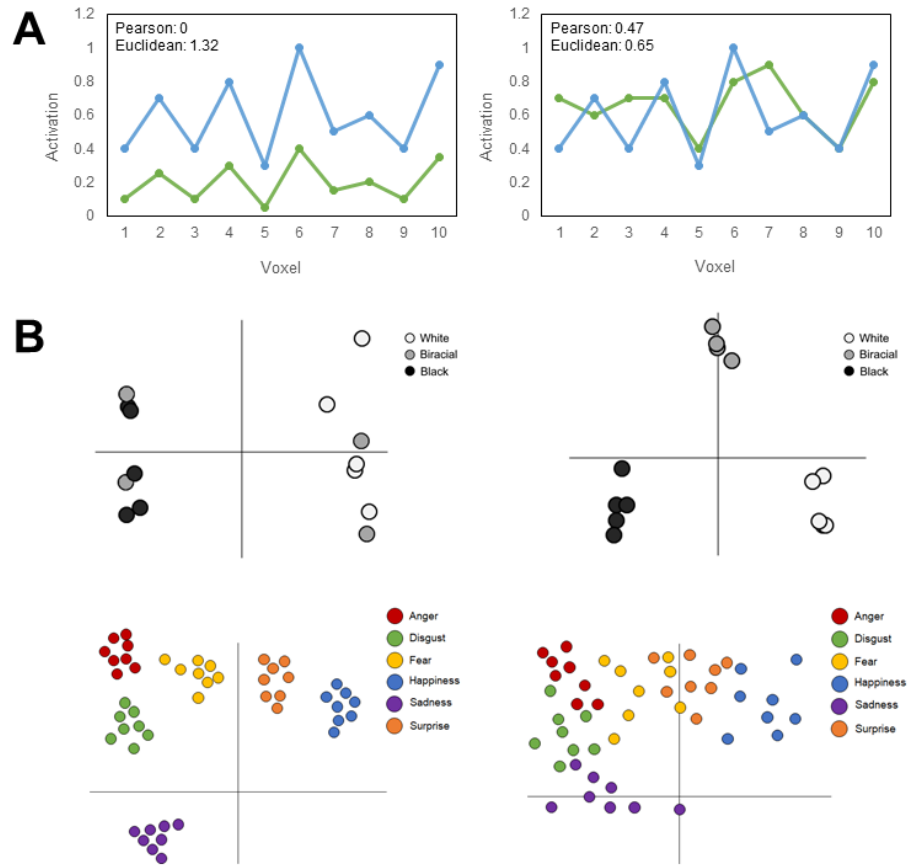 A
Pearson: 0
Euclidean: 1.32
1.2
1
0.8
0.6
0.4
0.2
0
Activation
1 2 3 4 5 6 7 8 9 10
Voxel
Pearson: 0.47
Euclidean: 0.65
1.2
1
0.8
0.6
0.4
0.2
0
Activation
1 2 3 4 5 6 7 8 9 10
Voxel
B
White
Biracial
Black
White
Biracial
Black
Anger
Disgust
Fear
Happiness
Sadness
Surprise
Anger
Disgust
Fear
Happiness
Sadness
Surprise